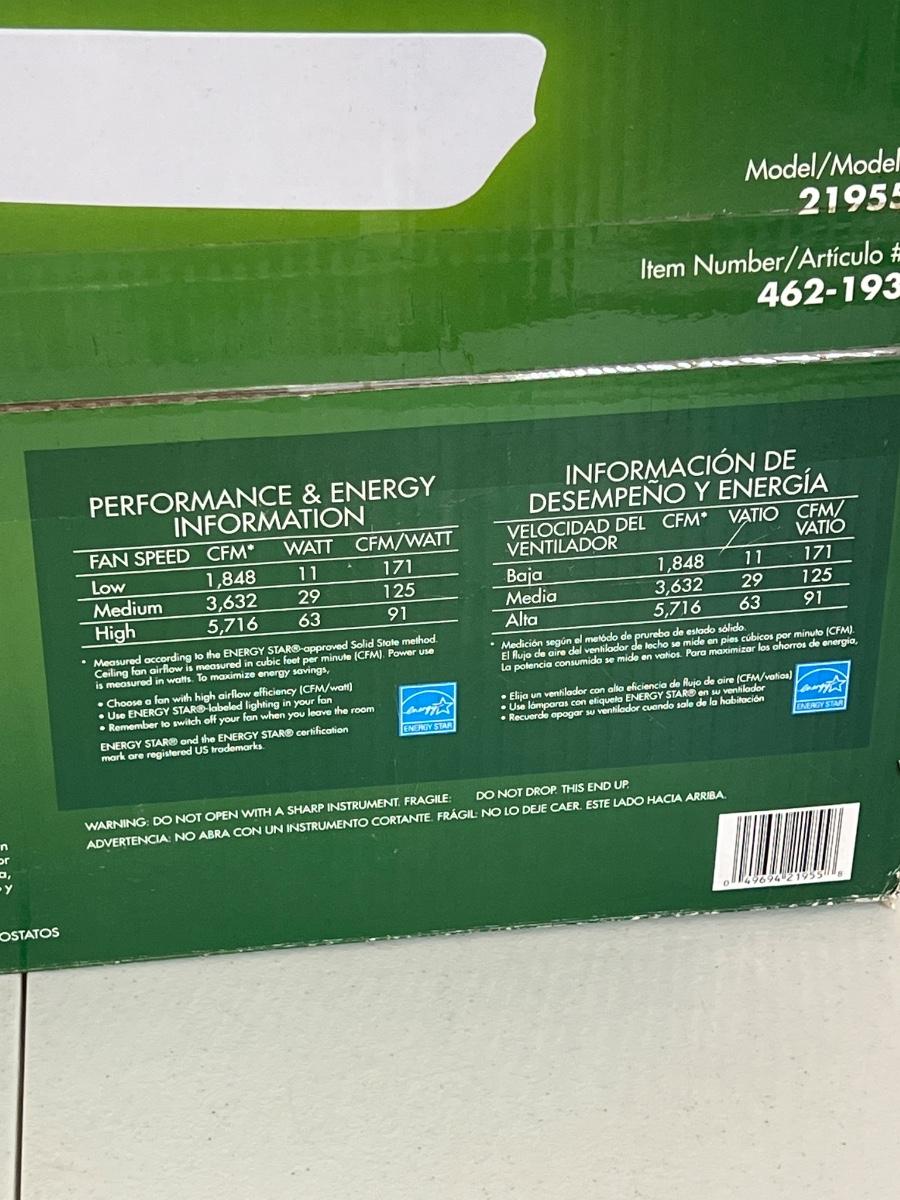 Model/Model
21955
Item Number/Artículo #
462-193
PERFORMANCE & ENERGY
INFORMATION
FAN SPEED CFM* WATT CFM/WATT
Low 1,848 11 171
Medium 3,632 29 125
High 5,716 63 91
* Measured according to the ENERGY STAR®-approved Solid State method.
Ceiling fan airflow is measured in cubic feet per minute (CFM). Power use
is measured in watts. To maximize energy savings,
• Choose a fan with high airflow efficiency (CFM/watt)
• Use ENERGY STAR®-labeled lighting in your fan
• Remember to switch off your fan when you leave the room
ENERGY STAR® and the ENERGY STAR® certification
mark are registered US trademarks.
energy
ENERGY STAR
INFORMACIÓN DE
DESEMPEÑO Y ENERGÍA
VELOCIDAD DEL CFM* VATIO CFM/
VENTILADOR VATIO
Baja 1,848 11 171
Media 3,632 29 125
Alta 5,716 63 91
* Medición según el metódo de prureba de estado sólido.
El flujo de aire del ventilador de techo se mide en pies cúbicos por minuto (CFM).
La potencia consumida se mide en vatios. Para maximizar los ahorros de energía,
• Elija un ventilador con alta eficiencia de flujo de aire (CFM/vatios)
• Use lámparas con etiqueta ENERGY STAR® en su ventilador
• Recuerde apagar su ventilador cuando sale de la habitación
energy
ENERGY STAR
WARNING: DO NOT OPEN WITH A SHARP INSTRUMENT. FRAGILE: DO NOT DROP. THIS END UP.
ADVERTENCIA: NO ABRA CON UN INSTRUMENTO CORTANTE. FRÁGIL: NO LO DEJE CAER. ESTE LADO HACIA ARRIBA.
0 49694 21955 8
n
or
a,
y
OSTATOS